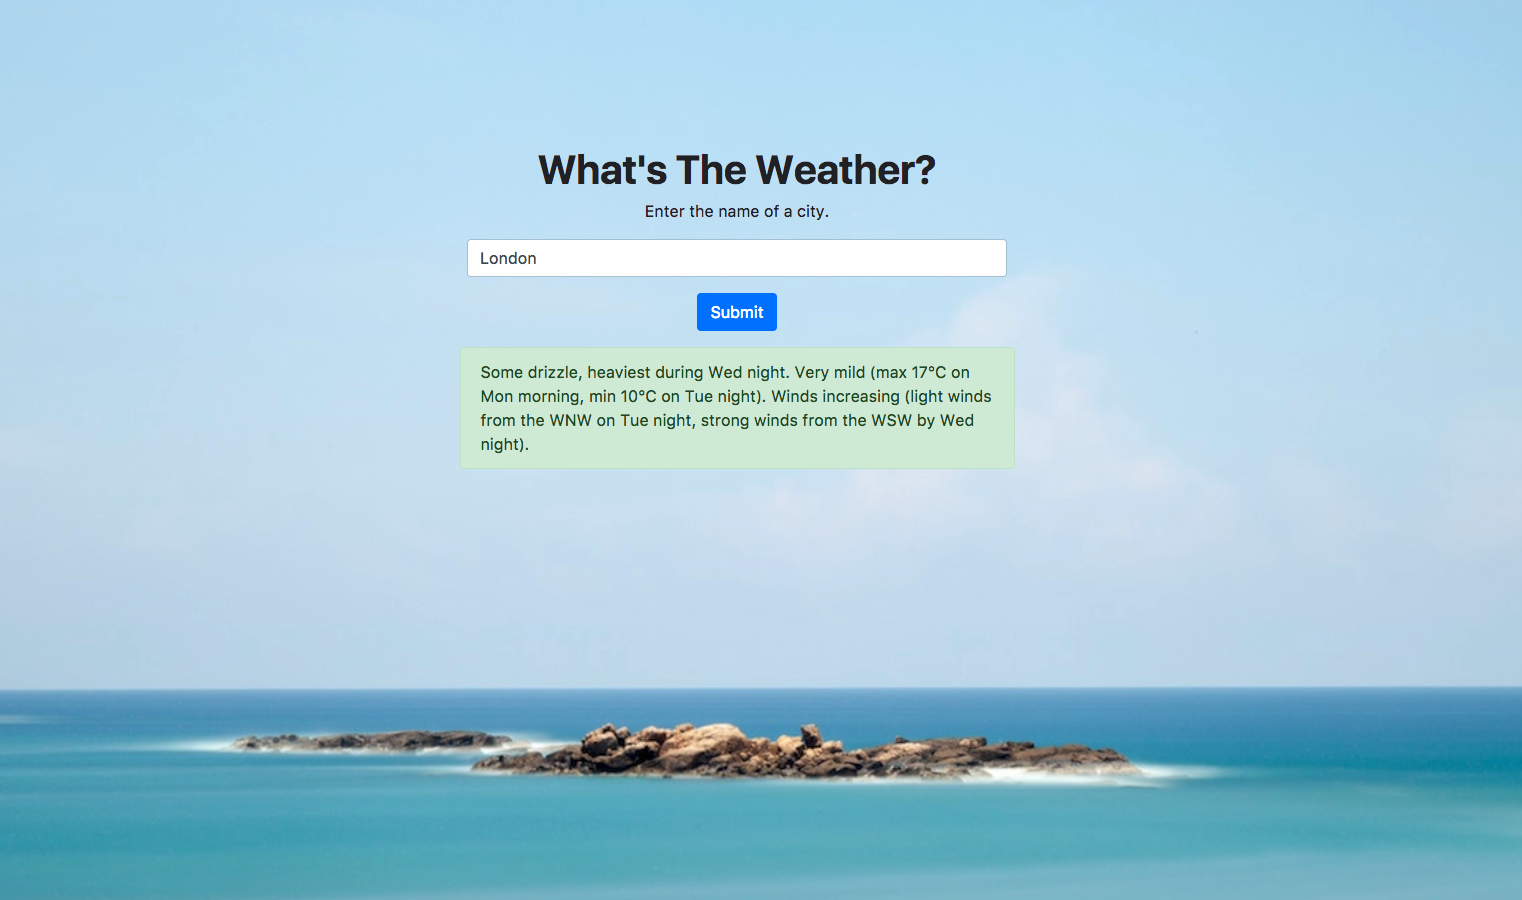 What's The Weather?
Enter the name of a city.
London
Submit
Some drizzle, heaviest during Wed night. Very mild (max 17°C on
Mon morning, min 10°C on Tue night). Winds increasing (light winds
from the WNW on Tue night, strong winds from the WSW by Wed
night).